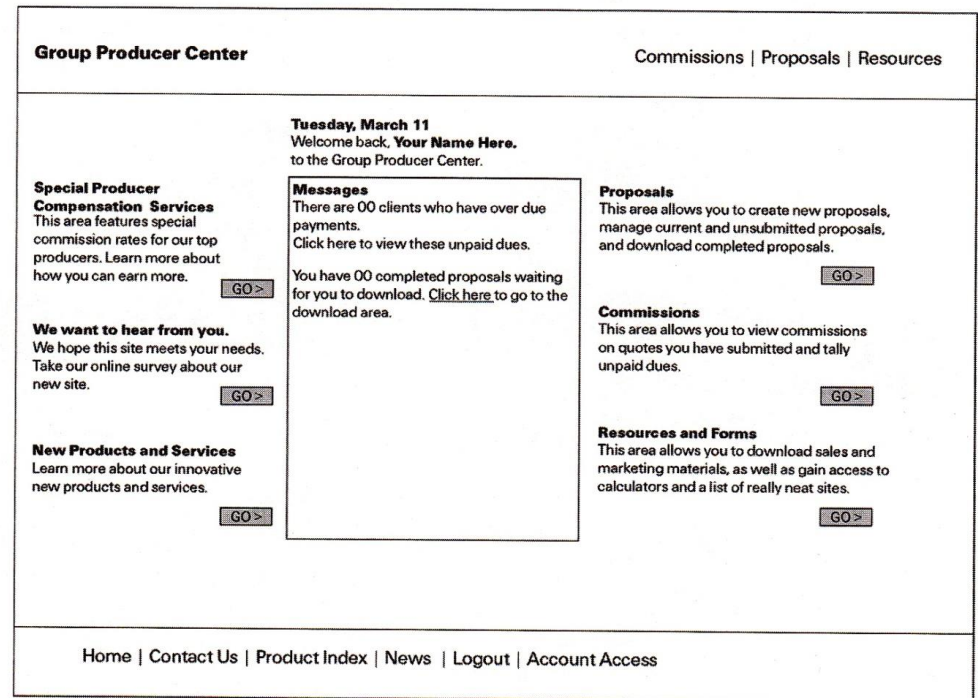 Group Producer Center
Commissions | Proposals | Resources
Tuesday, March 11
Welcome back, Your Name Here.
to the Group Producer Center.
Special Producer
Compensation Services
This area features special
commission rates for our top
producers. Learn more about
how you can earn more.
GO >
We want to hear from you.
We hope this site meets your needs.
Take our online survey about our
new site.
GO >
New Products and Services
Learn more about our innovative
new products and services.
GO >
Messages
There are 00 clients who have over due
payments.
Click here to view these unpaid dues.
You have 00 completed proposals waiting
for you to download. Click here to go to the
download area.
Proposals
This area allows you to create new proposals,
manage current and unsubmitted proposals,
and download completed proposals.
GO >
Commissions
This area allows you to view commissions
on quotes you have submitted and tally
unpaid dues.
GO >
Resources and Forms
This area allows you to download sales and
marketing materials, as well as gain access to
calculators and a list of really neat sites.
GO >
Home | Contact Us | Product Index | News | Logout | Account Access